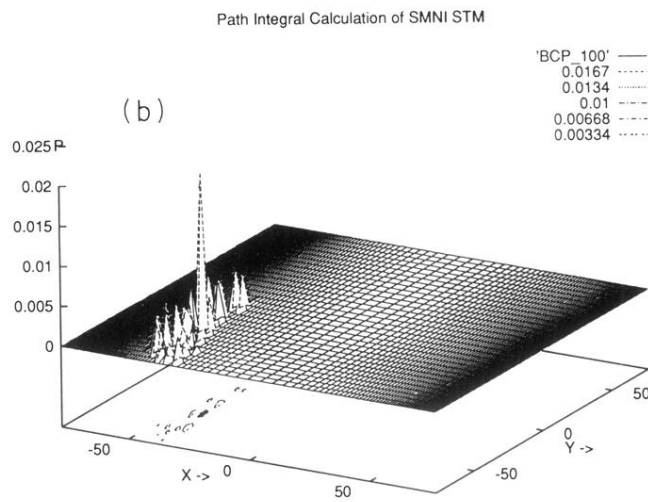 Path Integral Calculation of SMNI STM
'BCP_100'
0.0167
0.0134
0.01
0.00668
0.00334
(b)
0.025 P
0.02
0.015
0.01
0.005
0
-50
0
50
X ->
-50
0
50
Y ->